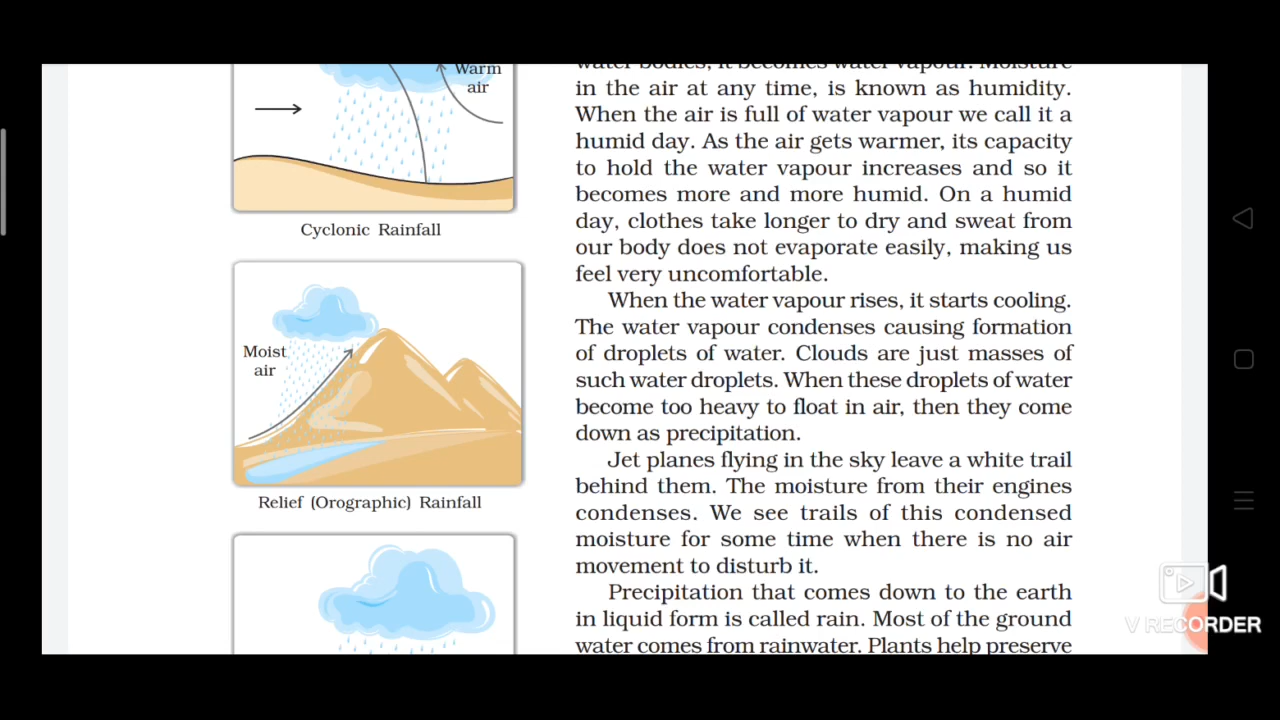 Warm
air
Cyclonic Rainfall
Moist
air
Relief (Orographic) Rainfall
water bodies, it becomes water vapour. Moisture
in the air at any time, is known as humidity.
When the air is full of water vapour we call it a
humid day. As the air gets warmer, its capacity
to hold the water vapour increases and so it
becomes more and more humid. On a humid
day, clothes take longer to dry and sweat from
our body does not evaporate easily, making us
feel very uncomfortable.
When the water vapour rises, it starts cooling.
The water vapour condenses causing formation
of droplets of water. Clouds are just masses of
such water droplets. When these droplets of water
become too heavy to float in air, then they come
down as precipitation.
Jet planes flying in the sky leave a white trail
behind them. The moisture from their engines
condenses. We see trails of this condensed
moisture for some time when there is no air
movement to disturb it.
Precipitation that comes down to the earth
in liquid form is called rain. Most of the ground
water comes from rainwater. Plants help preserve
V RECORDER